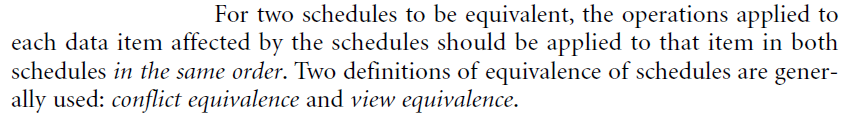 For two schedules to be equivalent, the operations applied to
each data item affected by the schedules should be applied to that item in both
schedules in the same order. Two definitions of equivalence of schedules are gener-
ally used: conflict equivalence and view equivalence.